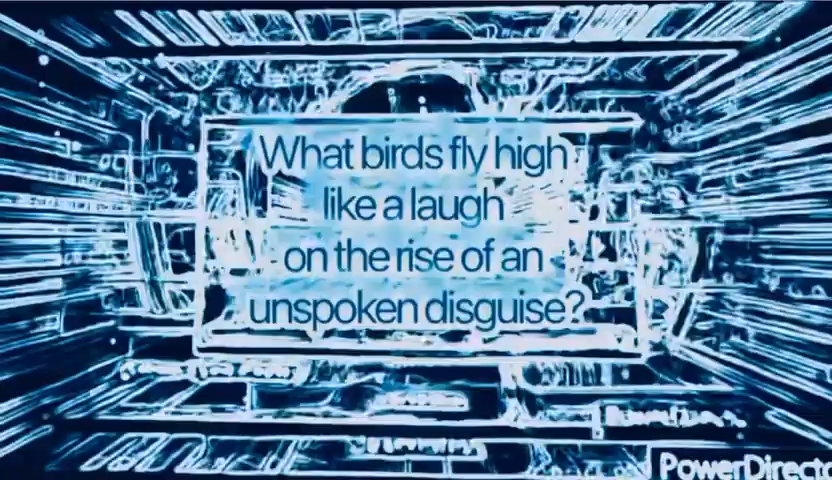 What birds fly high
like a laugh
on the rise of an
unspoken disguise?
PowerDirecto